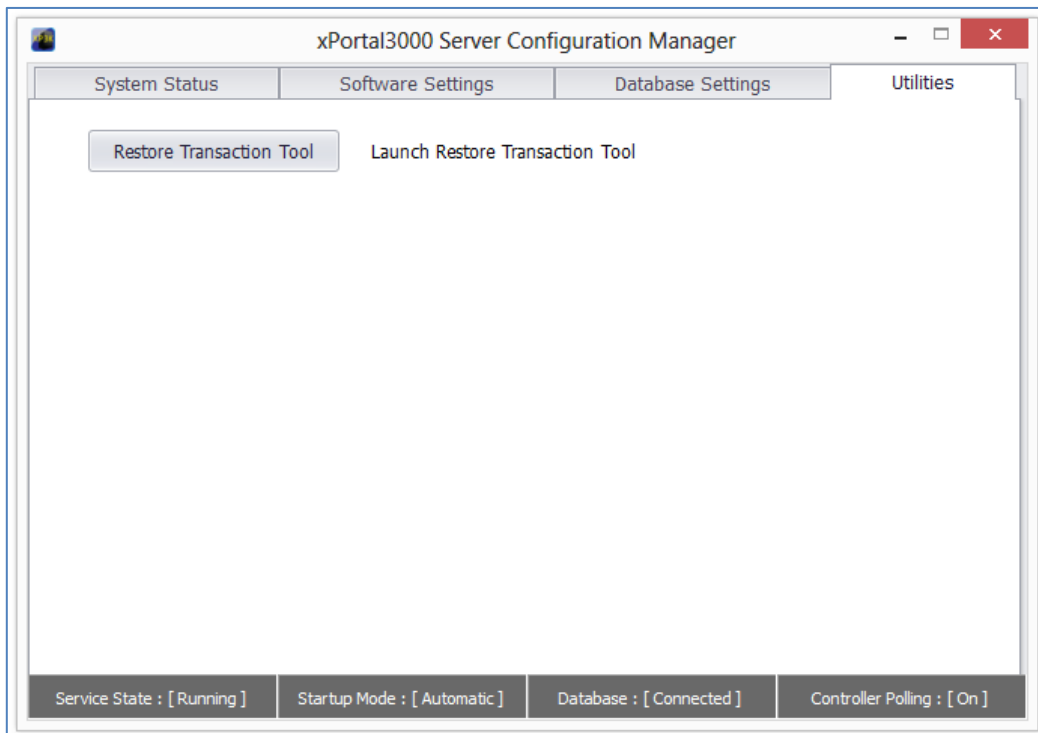 xPortal3000 Server Configuration Manager
System Status Software Settings Database Settings Utilities
Restore Transaction Tool Launch Restore Transaction Tool
Service State : [ Running ] Startup Mode : [ Automatic ] Database : [ Connected ] Controller Polling : [ On ]